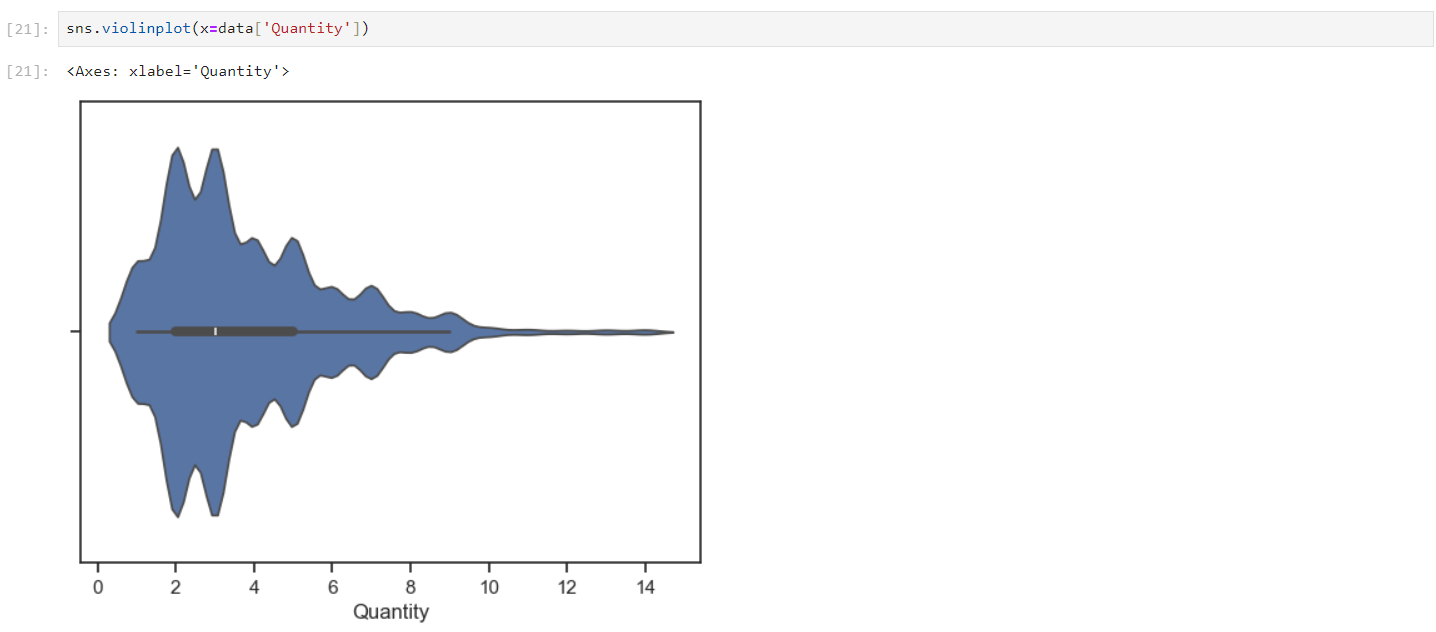 [21]: sns.violinplot(x=data['Quantity'])
[21]: <Axes: xlabel='Quantity'>
0 2 4 6 8 10 12 14
Quantity